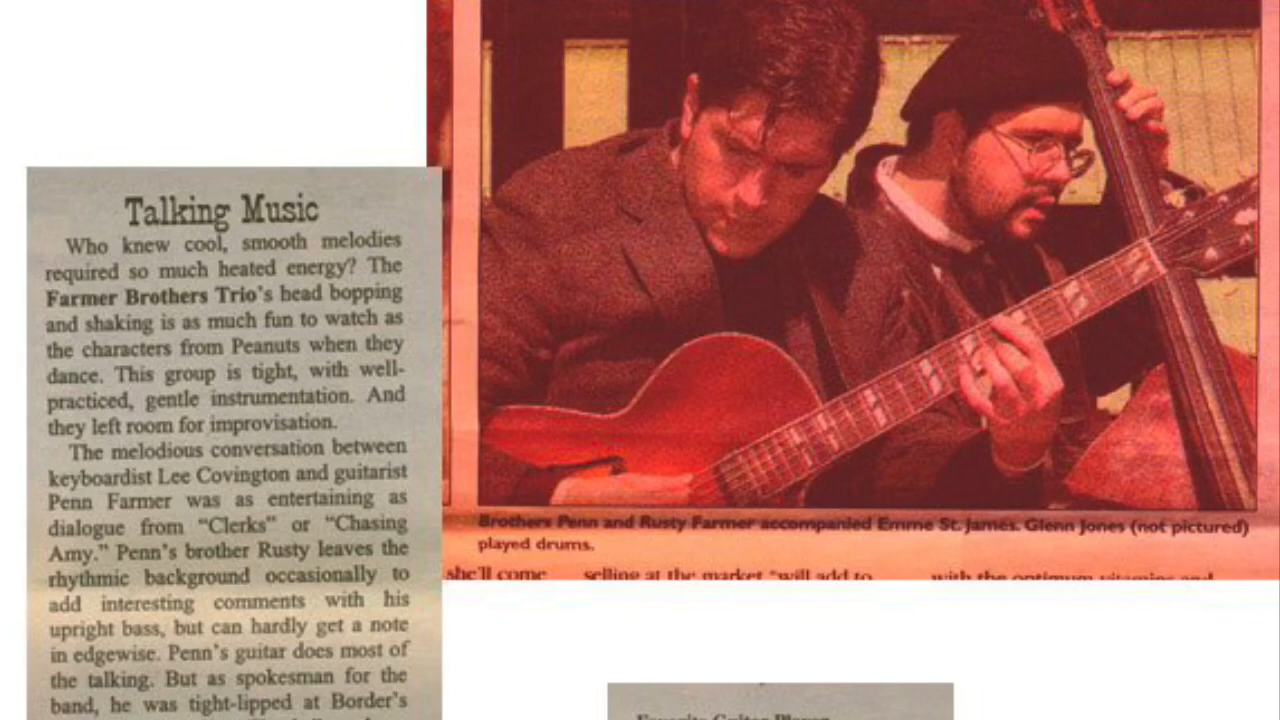 Talking Music
Who knew cool, smooth melodies
required so much heated energy? The
Farmer Brothers Trio's head bopping
and shaking is as much fun to watch as
the characters from Peanuts when they
dance. This group is tight, with well-
practiced, gentle instrumentation. And
they left room for improvisation.
The melodious conversation between
keyboardist Lee Covington and guitarist
Penn Farmer was as entertaining as
dialogue from "Clerks" or "Chasing
Amy." Penn's brother Rusty leaves the
rhythmic background occasionally to
add interesting comments with his
upright bass, but can hardly get a note
in edgewise. Penn's guitar does most of
the talking. But as spokesman for the
band, he was tight-lipped at Border's
Brothers Penn and Rusty Farmer accompanied Emme St. James. Glenn Jones (not pictured)
played drums.
she'll come
selling at the market "will add to
with the optimum vitamins and
Favorite Guitar Player